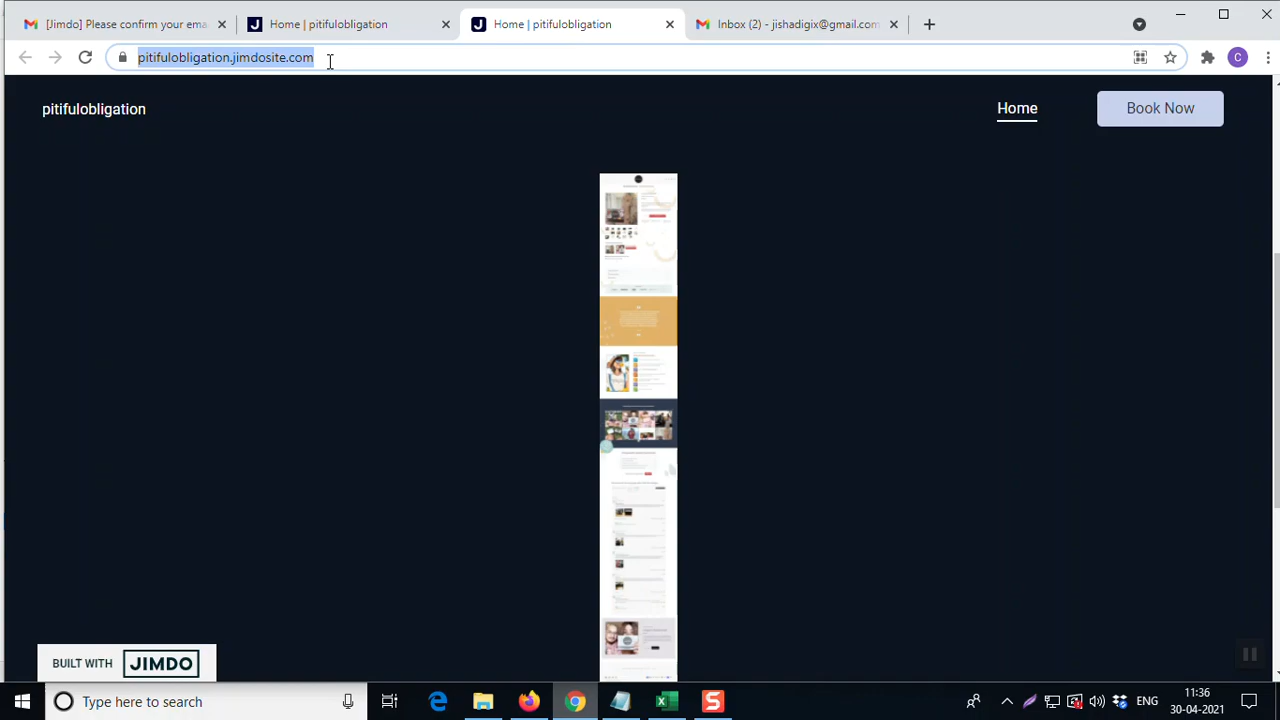 [Jimdo] Please confirm your ema
Home | pitifulobligation
Home | pitifulobligation
Inbox (2) - jishadigix@gmail.com
pitifulobligation.jimdosite.com
C
pitifulobligation
Home
Book Now
BUILT WITH JIMDO
Type here to search
ENG
11:36
30-04-2021